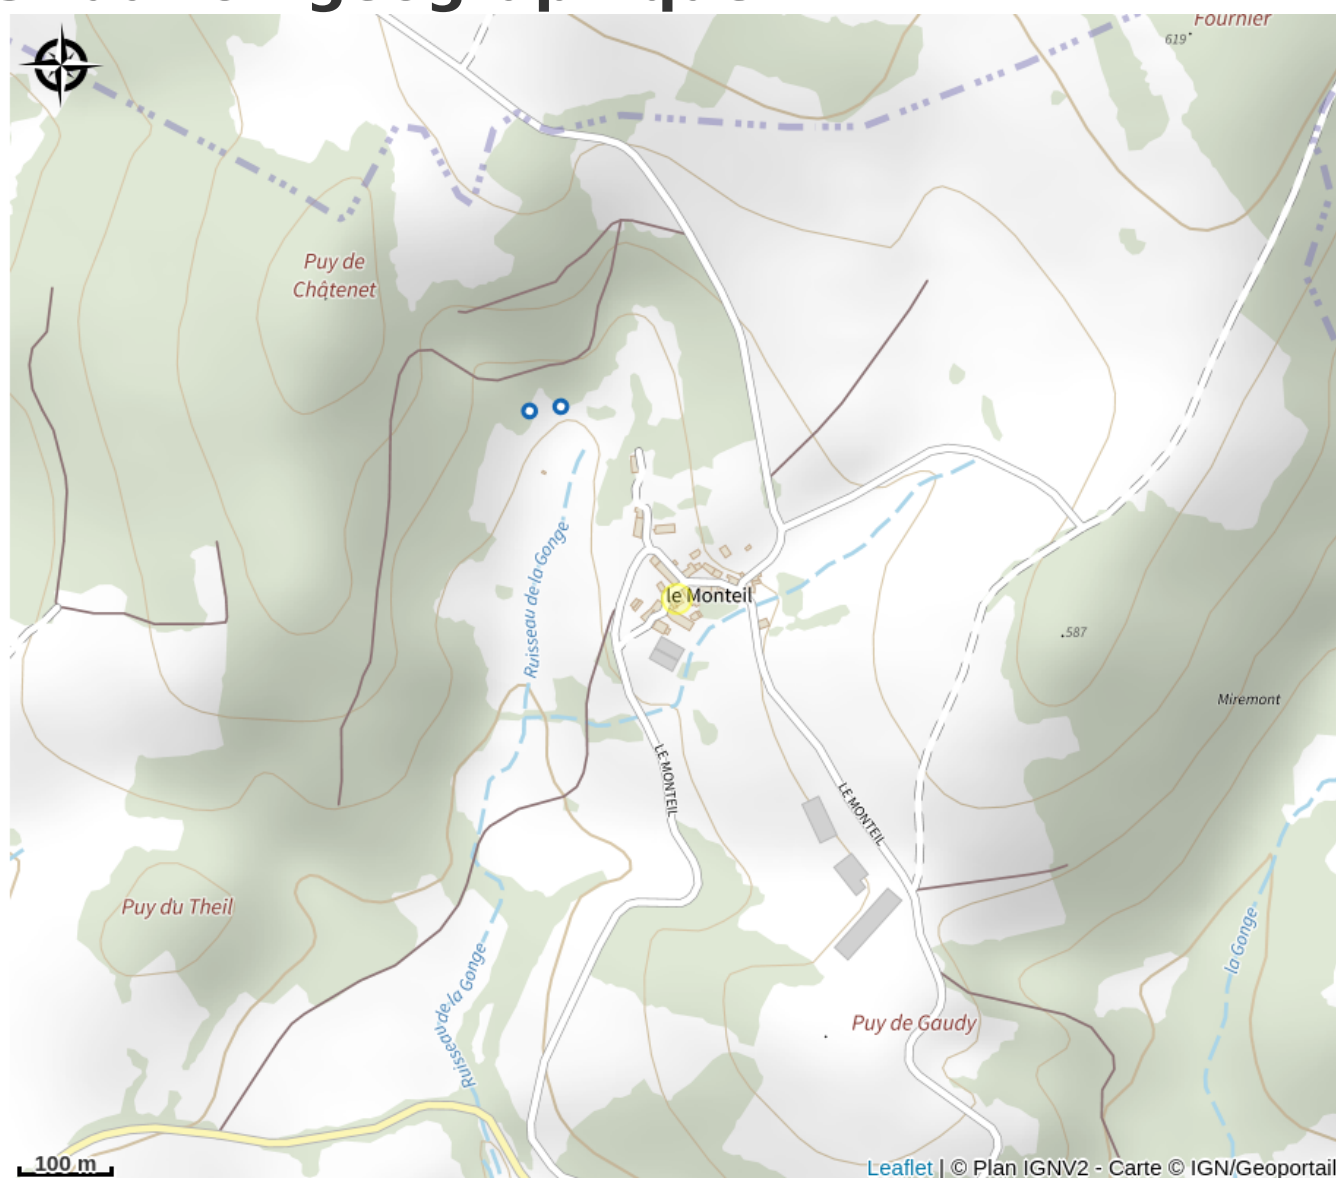 Fournier
619
Puy de
Châtenet
Ruisseau de la Gonge
le Monteil
587
Miremont
LE MONTEIL
LE MONTEIL
Puy du Theil
la Gonge
Ruisseau de la Gonge
Puy de Gaudy
100 m
Leaflet | © Plan IGNV2 - Carte © IGN/Geoportail